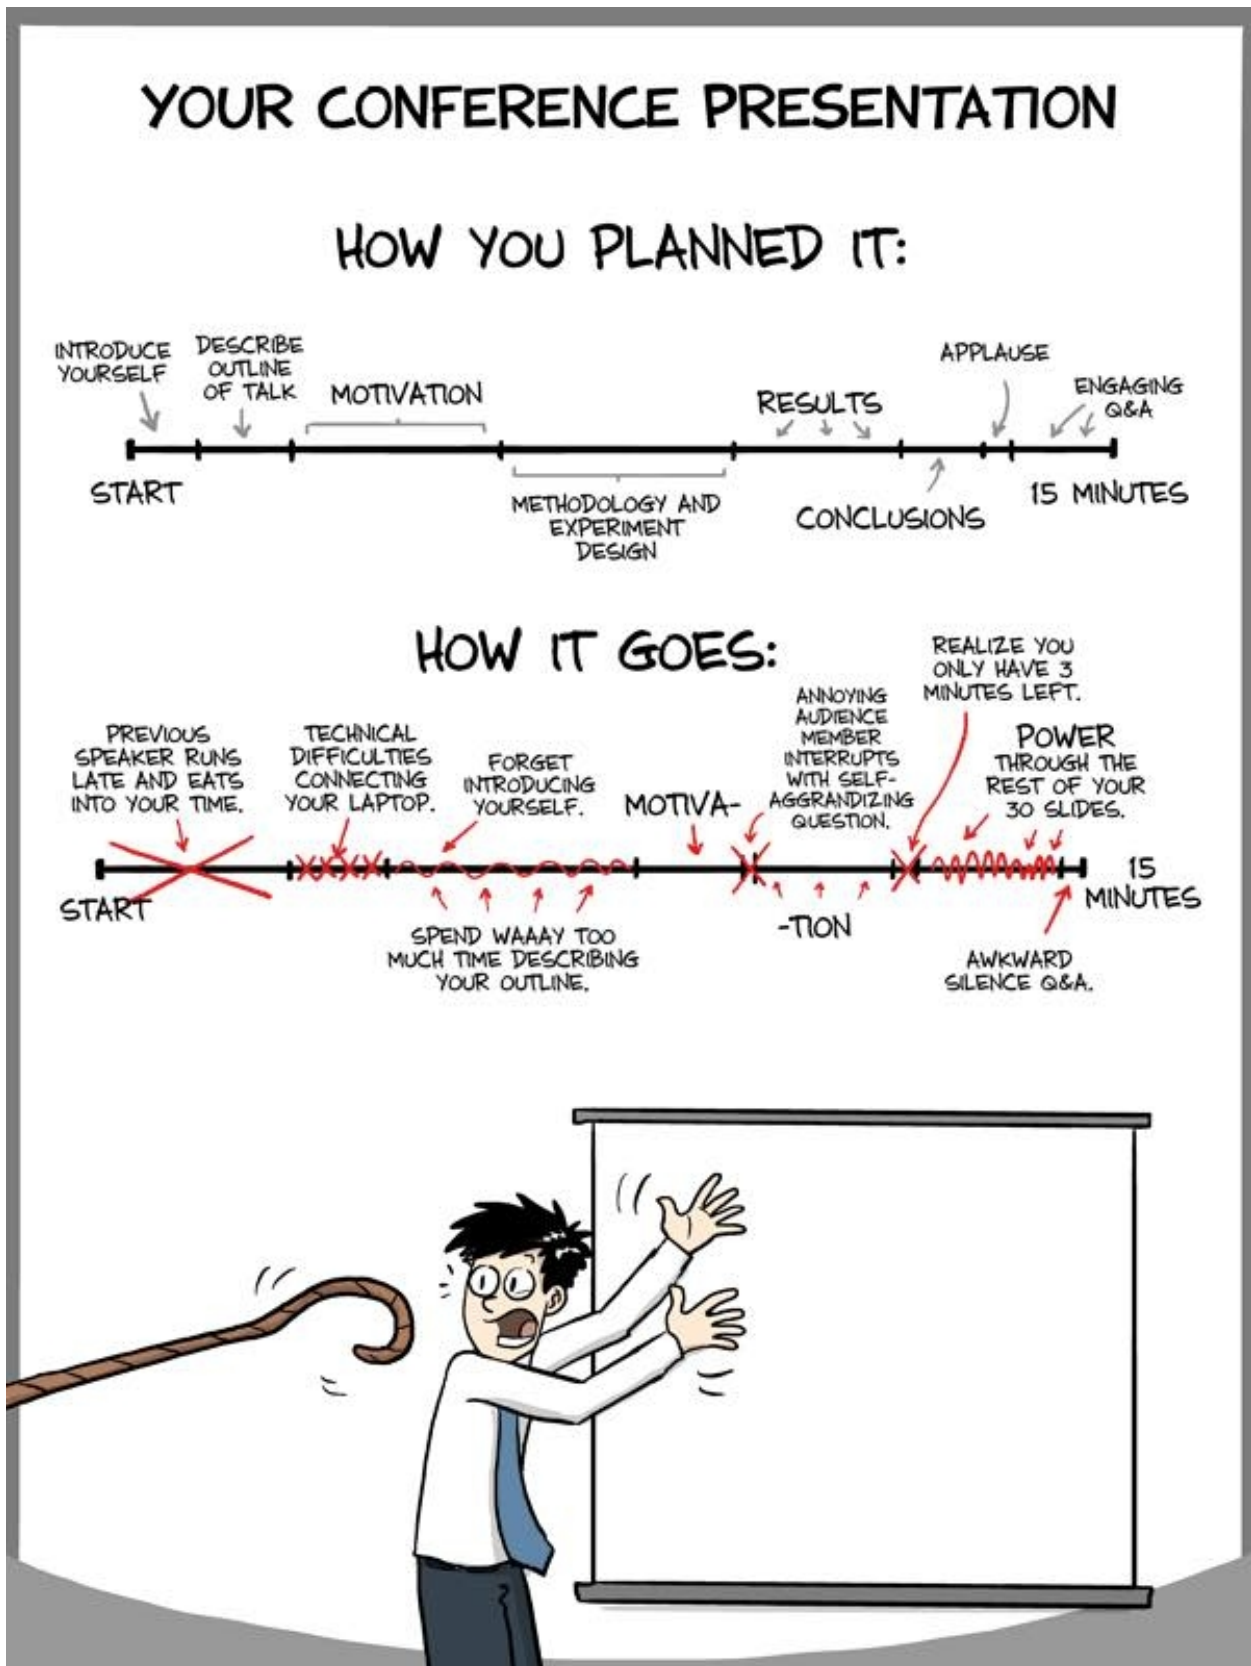 YOUR CONFERENCE PRESENTATION
HOW YOU PLANNED IT:
INTRODUCE
YOURSELF
DESCRIBE
OUTLINE
OF TALK
MOTIVATION
METHODOLOGY AND
EXPERIMENT
DESIGN
RESULTS
CONCLUSIONS
APPLAUSE
ENGAGING
Q&A
START
15 MINUTES
HOW IT GOES:
PREVIOUS
SPEAKER RUNS
LATE AND EATS
INTO YOUR TIME.
TECHNICAL
DIFFICULTIES
CONNECTING
YOUR LAPTOP.
FORGET
INTRODUCING
YOURSELF.
SPEND WAAAY TOO
MUCH TIME DESCRIBING
YOUR OUTLINE.
MOTIVA-
ANNOYING
AUDIENCE
MEMBER
INTERRUPTS
WITH SELF-
AGGRANDIZING
QUESTION.
-TION
REALIZE YOU
ONLY HAVE 3
MINUTES LEFT.
POWER
THROUGH THE
REST OF YOUR
30 SLIDES.
AWKWARD
SILENCE Q&A.
START
15
MINUTES